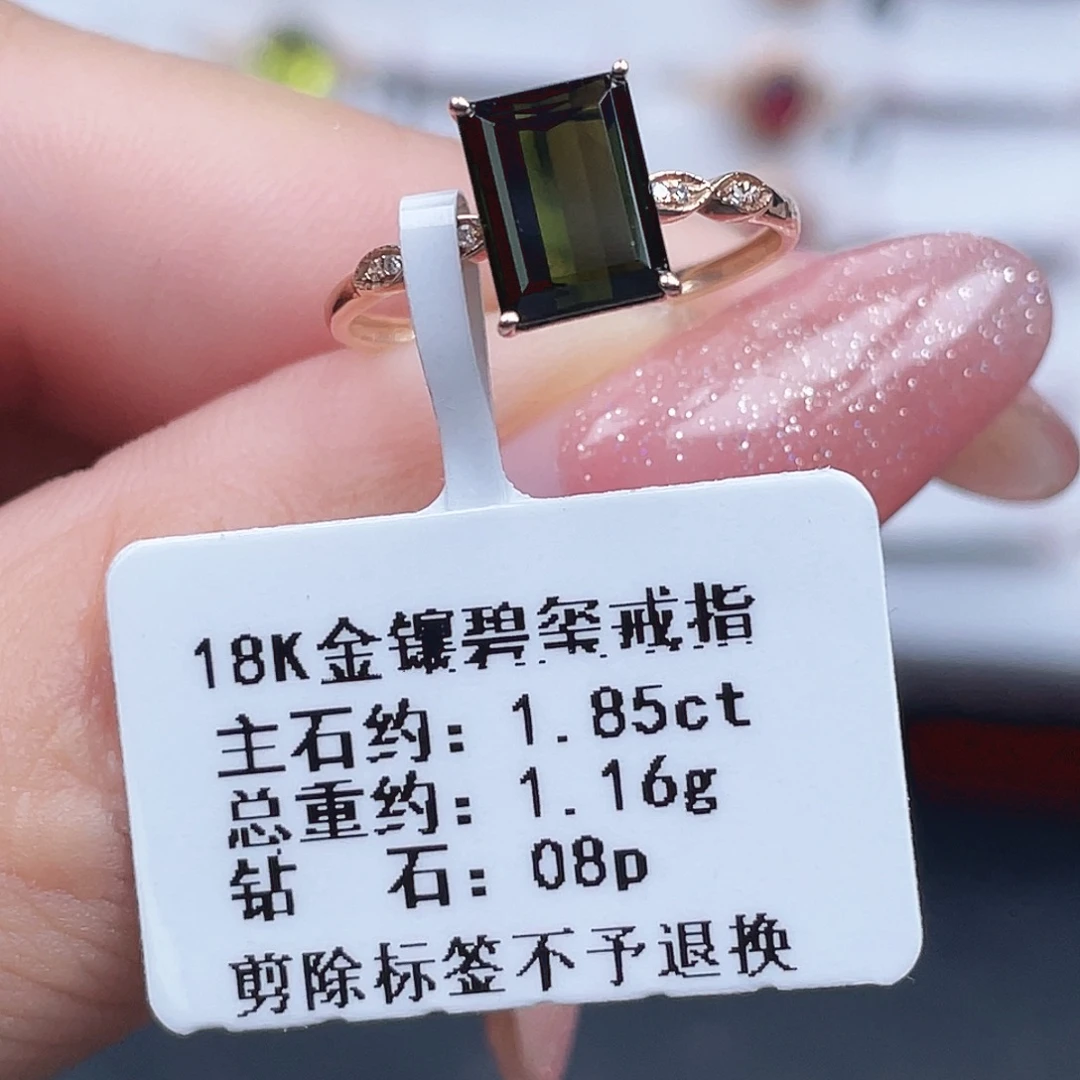 18K金镶碧玺戒指
主石约：1.85ct
总重约：1.16g
钻 石：08p
剪除标签不予退换